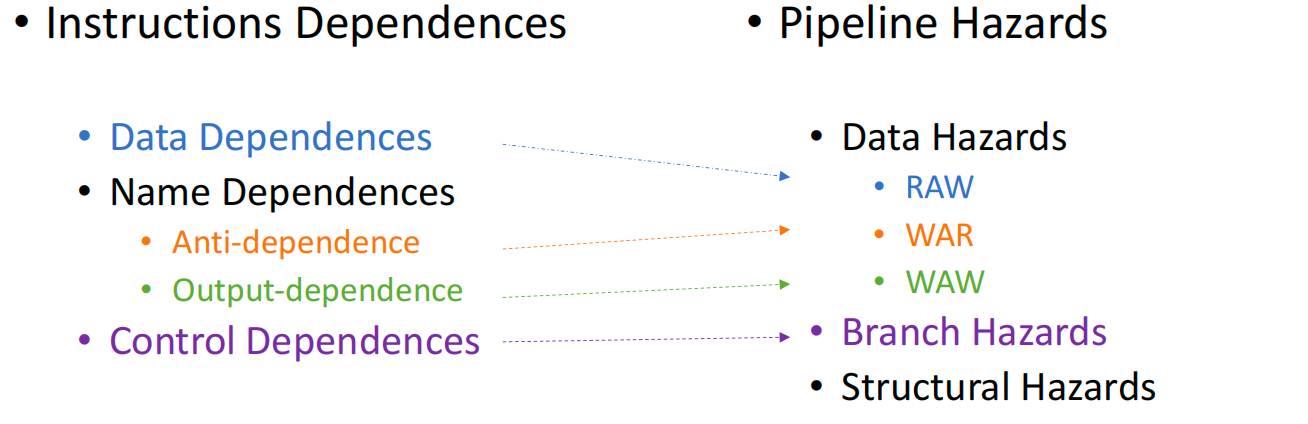 • Instructions Dependences
• Data Dependences
• Name Dependences
• Anti-dependence
• Output-dependence
• Control Dependences
• Pipeline Hazards
• Data Hazards
• RAW
• WAR
• WAW
• Branch Hazards
• Structural Hazards